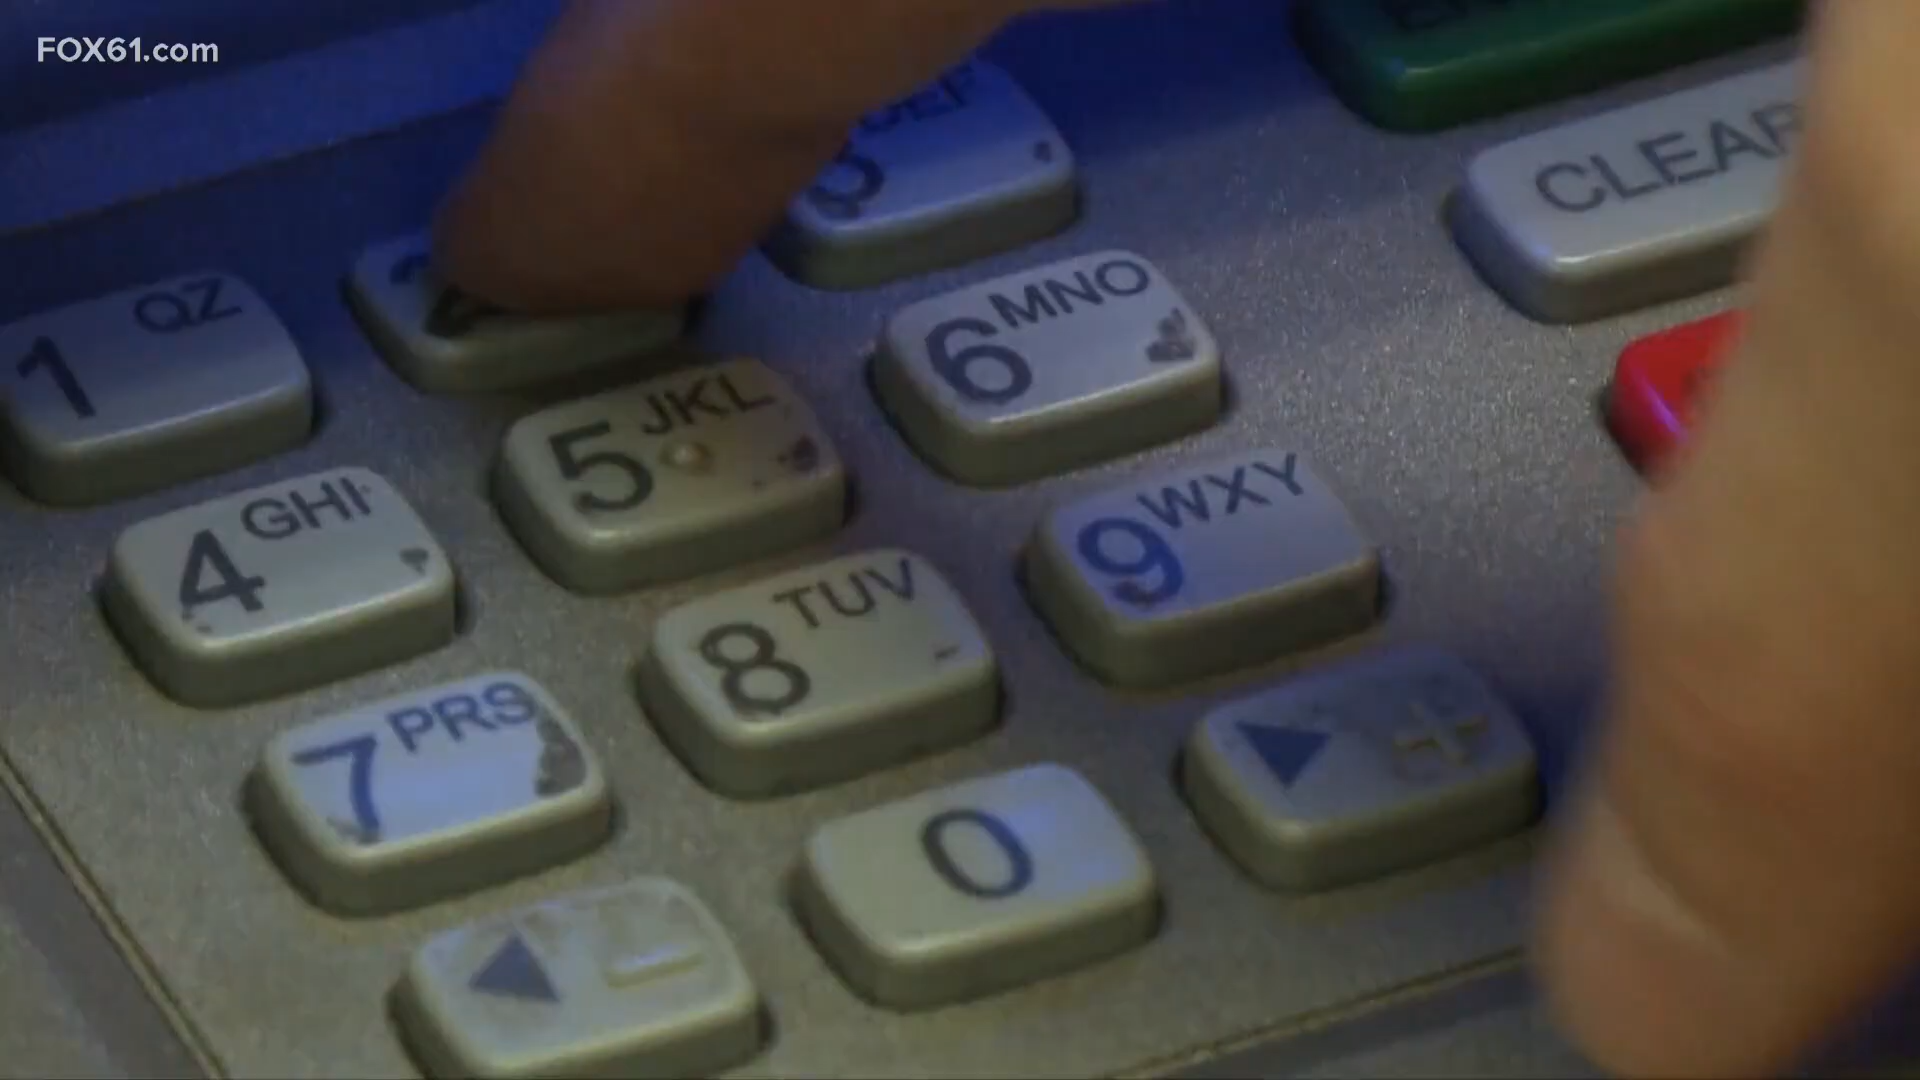 FOX61.com
CLEAR
1 QZ
6 MNO
5 JKL
9 WXY
4 GHI
8 TUV
7 PRS
0
+
-